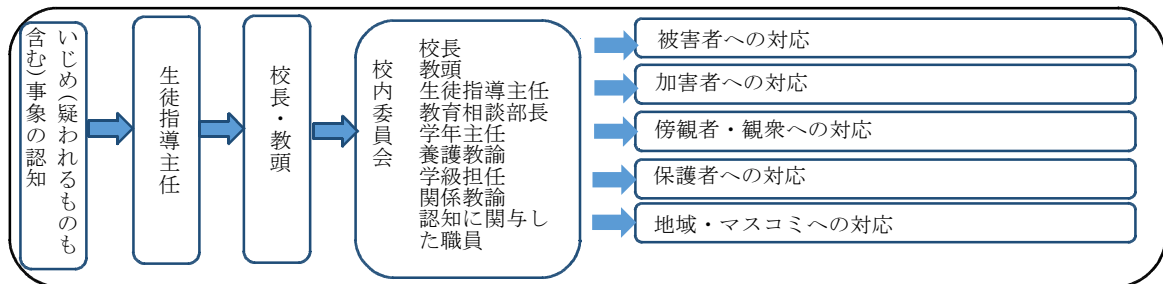 いじめ(疑われるものも
含む)事象の認知
生徒指導主任
校長・教頭
校内委員会
校長
教頭
生徒指導主任
教育相談部長
学年主任
養護教諭
学級担任
関係教諭
認知に関与し
た職員
被害者への対応
加害者への対応
傍観者・観衆への対応
保護者への対応
地域・マスコミへの対応